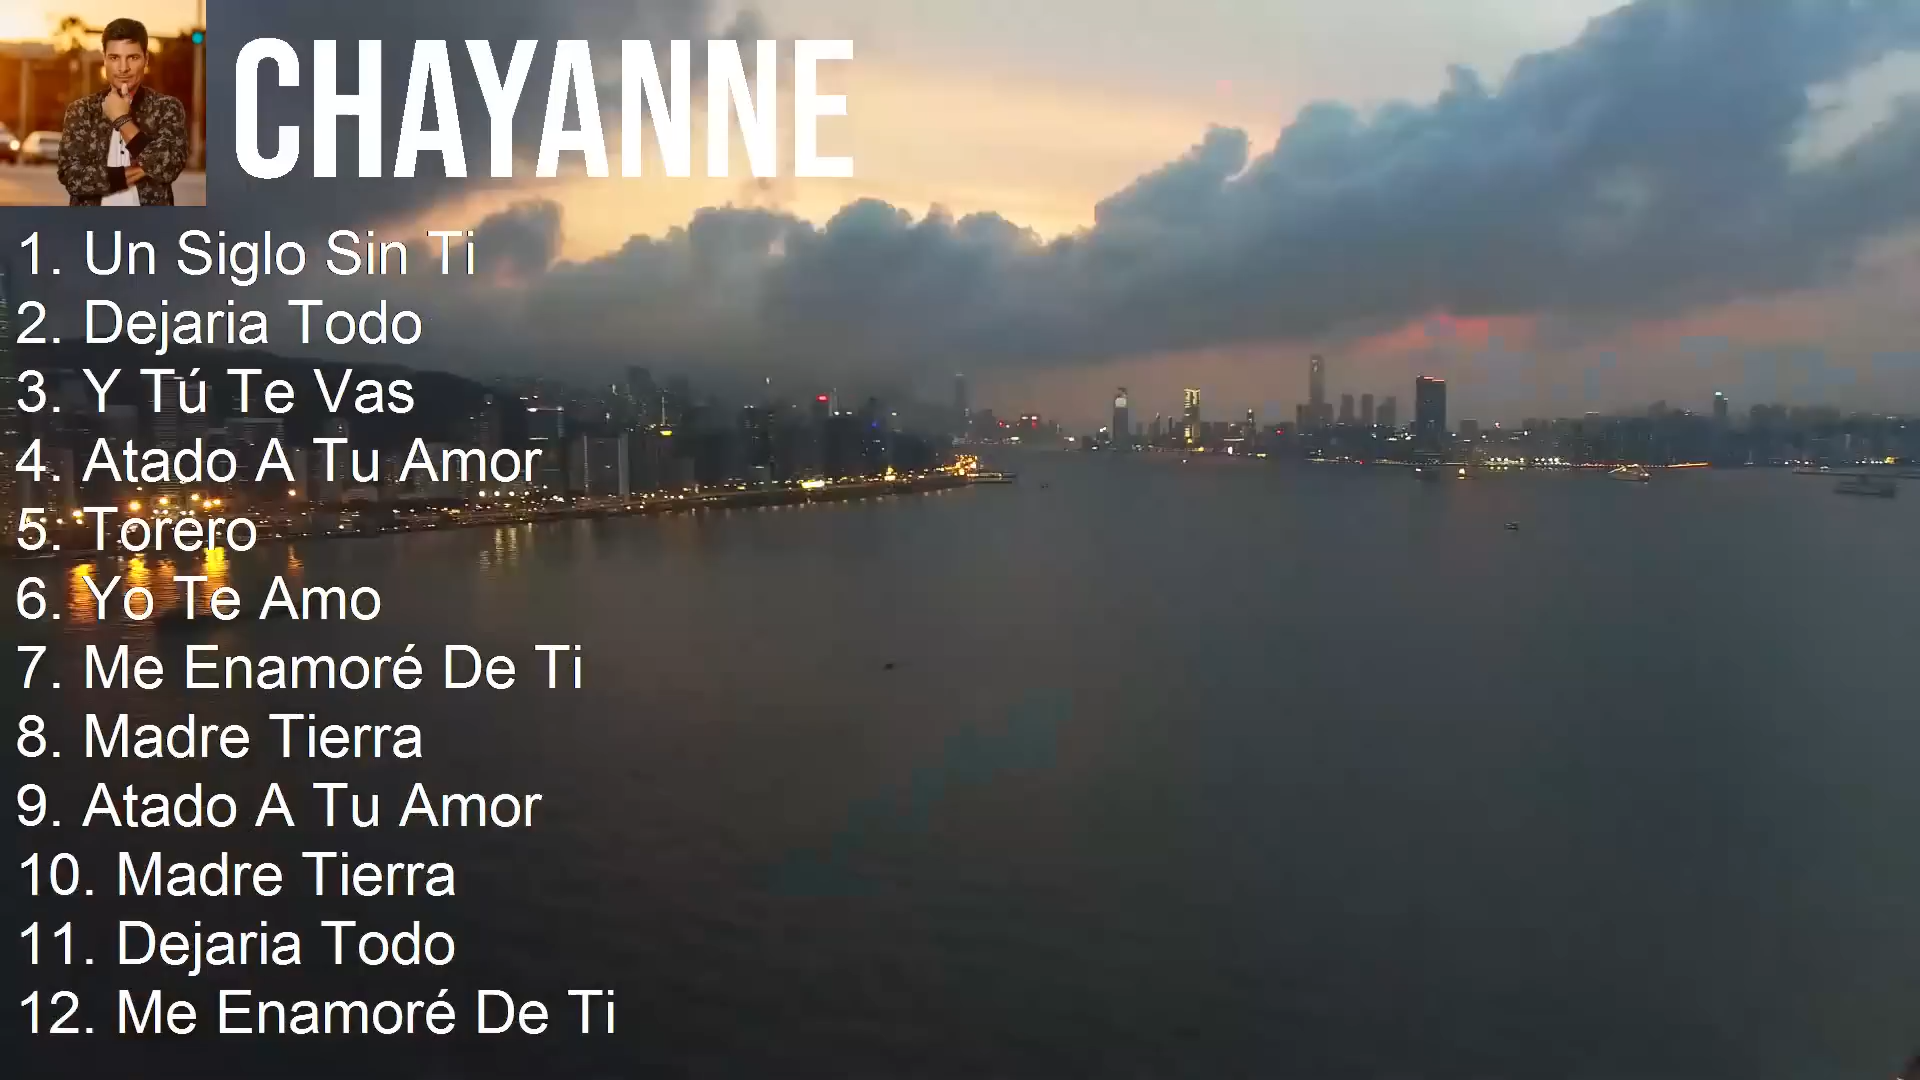 CHAYANNE
1. Un Siglo Sin Ti
2. Dejaria Todo
3. Y Tú Te Vas
4. Atado A Tu Amor
5. Torero
6. Yo Te Amo
7. Me Enamoré De Ti
8. Madre Tierra
9. Atado A Tu Amor
10. Madre Tierra
11. Dejaria Todo
12. Me Enamoré De Ti